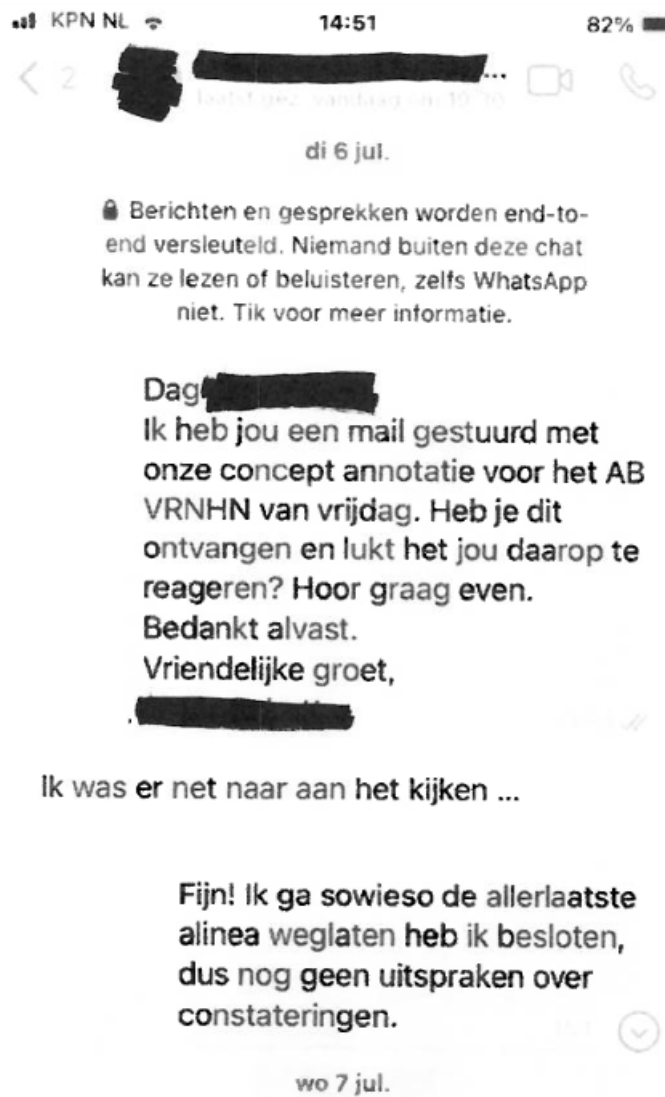 KPN NL 14:51 82%
2 ...
laatst gez. vandaag om
di 6 jul.
Berichten en gesprekken worden end-to-
end versleuteld. Niemand buiten deze chat
kan ze lezen of beluisteren, zelfs WhatsApp
niet. Tik voor meer informatie.
Dag
Ik heb jou een mail gestuurd met
onze concept annotatie voor het AB
VRNHN van vrijdag. Heb je dit
ontvangen en lukt het jou daarop te
reageren? Hoor graag even.
Bedankt alvast.
Vriendelijke groet,
Ik was er net naar aan het kijken ...
Fijn! Ik ga sowieso de allerlaatste
alinea weglaten heb ik besloten,
dus nog geen uitspraken over
constateringen.
wo 7 jul.